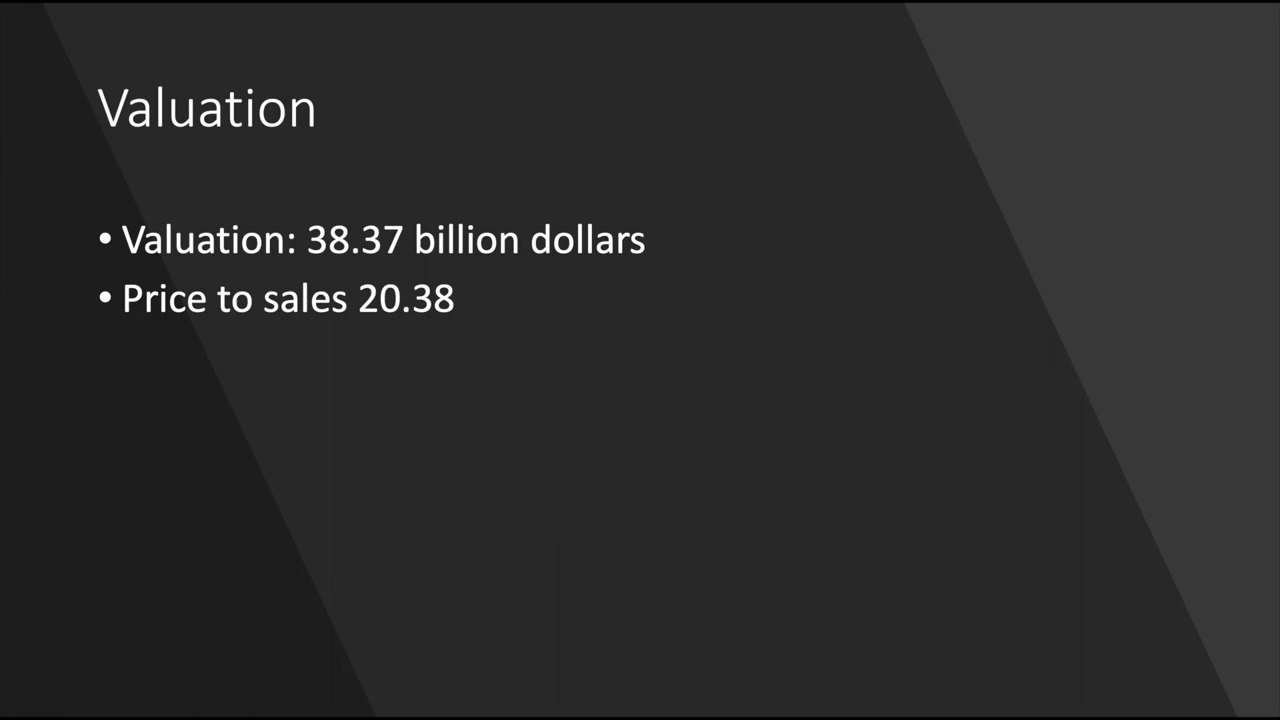 Valuation
• Valuation: 38.37 billion dollars
• Price to sales 20.38